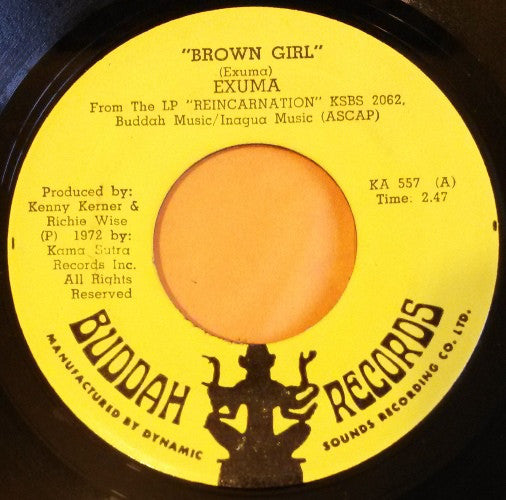 "BROWN GIRL"
(Exuma)
EXUMA
From The LP "REINCARNATION" KSBS 2062,
Buddah Music/Inagua Music (ASCAP)
KA 557 (A)
Time: 2.47
Produced by:
Kenny Kerner &
Richie Wise
(P) 1972 by:
Kama Sutra
Records Inc.
All Rights
Reserved
BUDDAH RECORDS
MANUFACTURED BY DYNAMIC SOUNDS RECORDING CO. LTD.